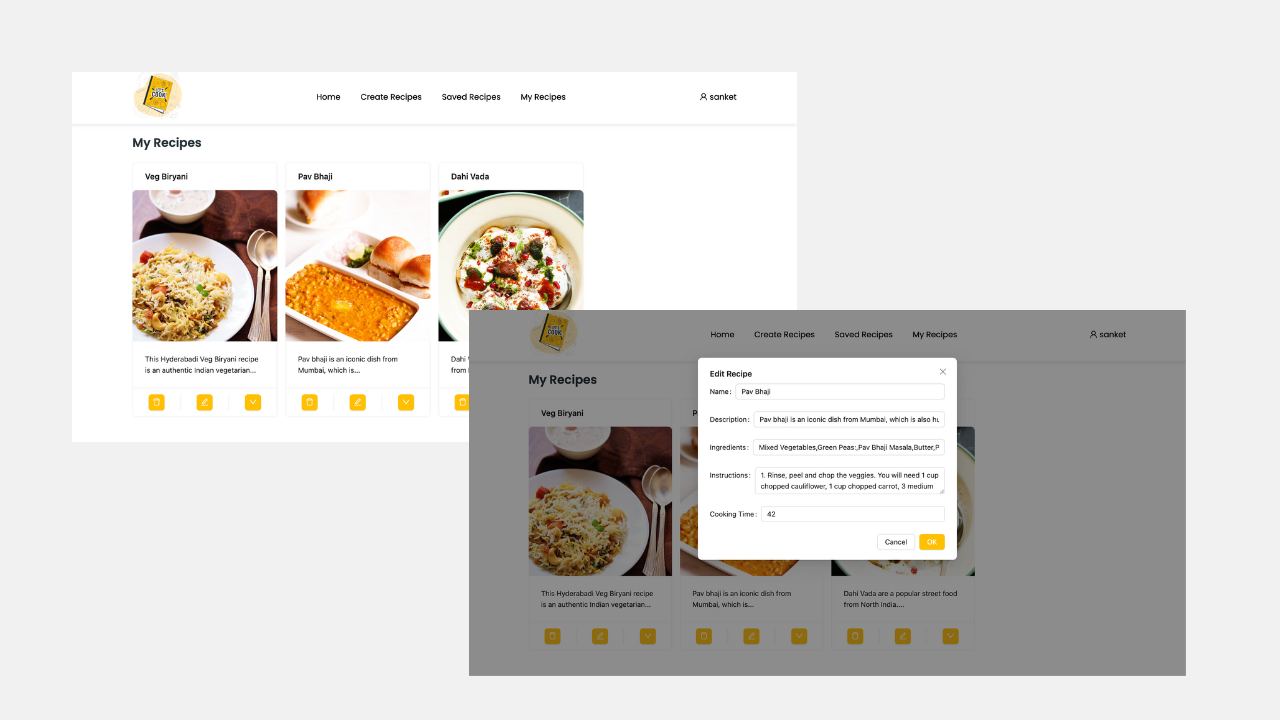 COOK
Home
Create Recipes
Saved Recipes
My Recipes
sanket
My Recipes
Veg Biryani
Pav Bhaji
Dahi Vada
This Hyderabadi Veg Biryani recipe
is an authentic Indian vegetarian...
Pav bhaji is an iconic dish from
Mumbai, which is...
Dahi
from
COOK
Home
Create Recipes
Saved Recipes
My Recipes
sanket
My Recipes
Veg Biryani
P
This Hyderabadi Veg Biryani recipe
is an authentic Indian vegetarian...
Pav bhaji is an iconic dish from
Mumbai, which is...
Dahi Vada are a popular street food
from North India....
Edit Recipe
Name: Pav Bhaji
Description: Pav bhaji is an iconic dish from Mumbai, which is also hu
Ingredients: Mixed Vegetables,Green Peas:,Pav Bhaji Masala,Butter,P
Instructions: 1. Rinse, peel and chop the veggies. You will need 1 cup
chopped cauliflower, 1 cup chopped carrot, 3 medium
Cooking Time: 42
Cancel
OK